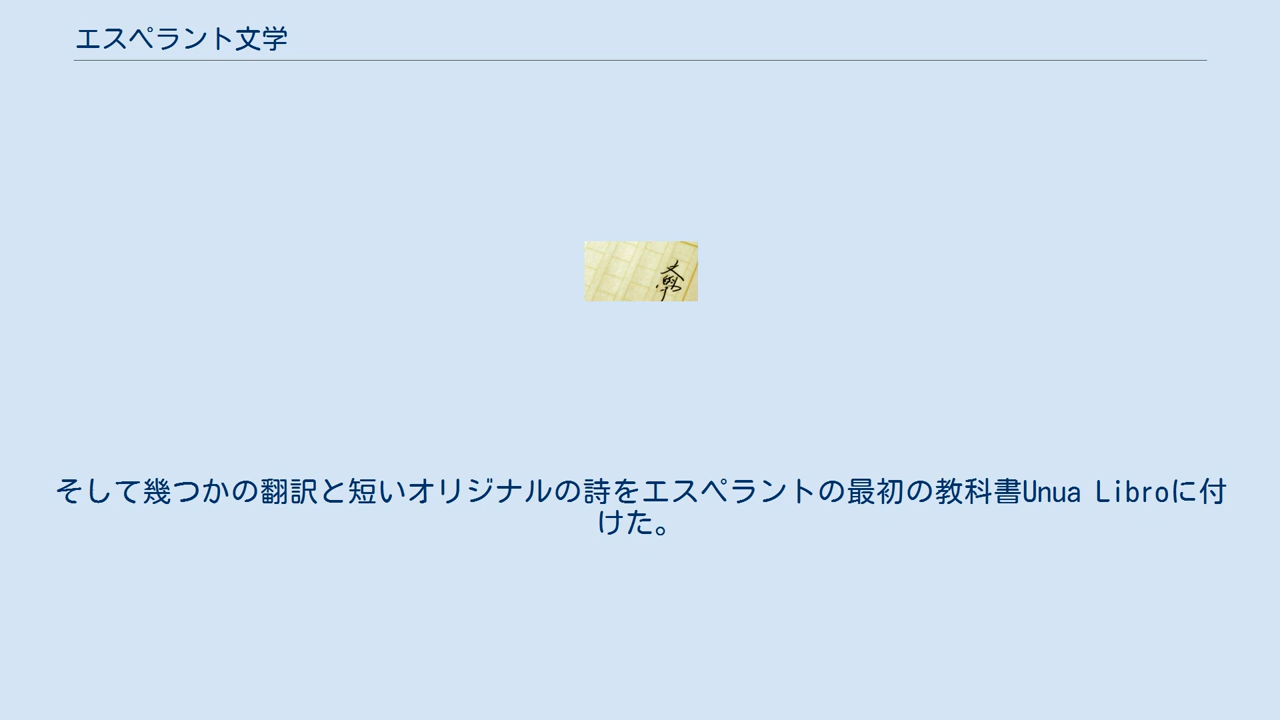 エスペラント文学
そして幾つかの翻訳と短いオリジナルの詩をエスペラントの最初の教科書Unua Libroに付
けた。